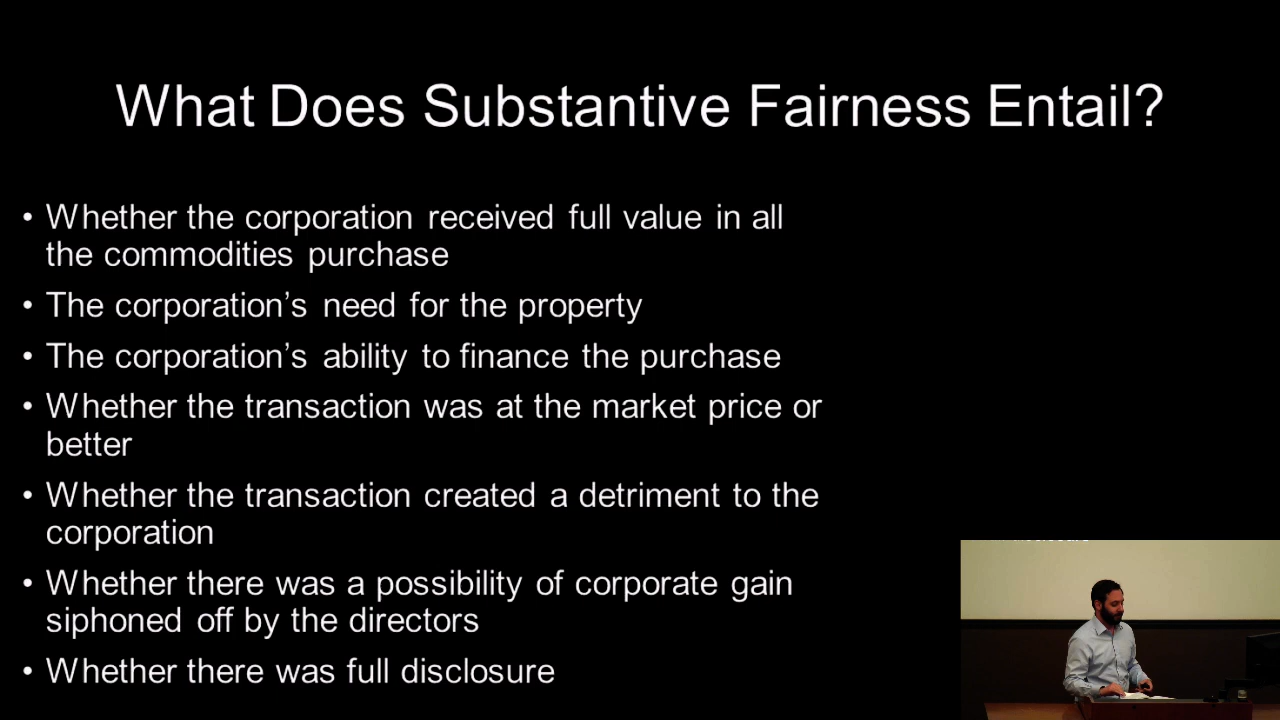 What Does Substantive Fairness Entail?
• Whether the corporation received full value in all
the commodities purchase
• The corporation’s need for the property
• The corporation’s ability to finance the purchase
• Whether the transaction was at the market price or
better
• Whether the transaction created a detriment to the
corporation
• Whether there was a possibility of corporate gain
siphoned off by the directors
• Whether there was full disclosure